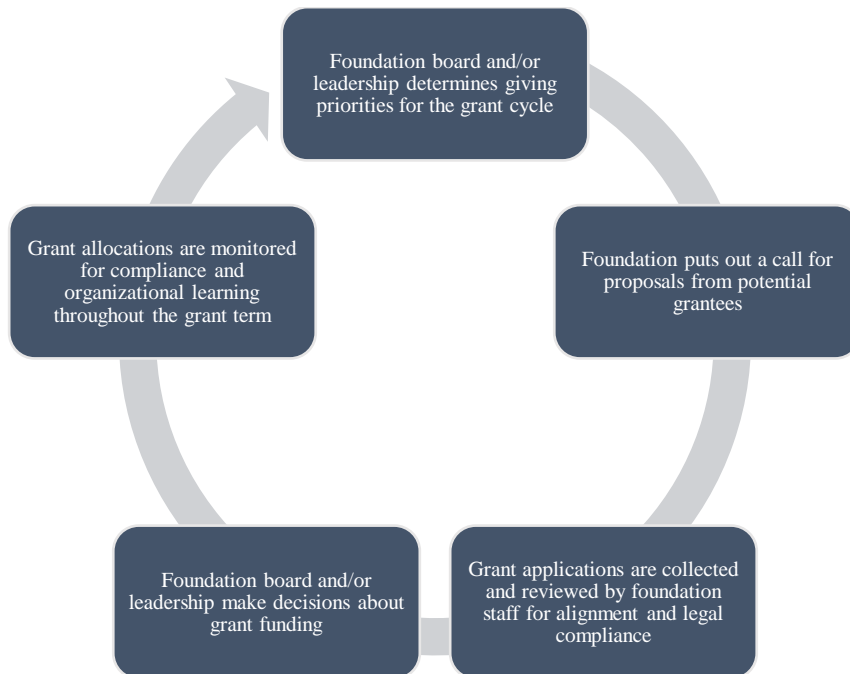 Foundation board and/or
leadership determines giving
priorities for the grant cycle
Foundation puts out a call for
proposals from potential
grantees
Grant applications are collected
and reviewed by foundation
staff for alignment and legal
compliance
Foundation board and/or
leadership make decisions about
grant funding
Grant allocations are monitored
for compliance and
organizational learning
throughout the grant term